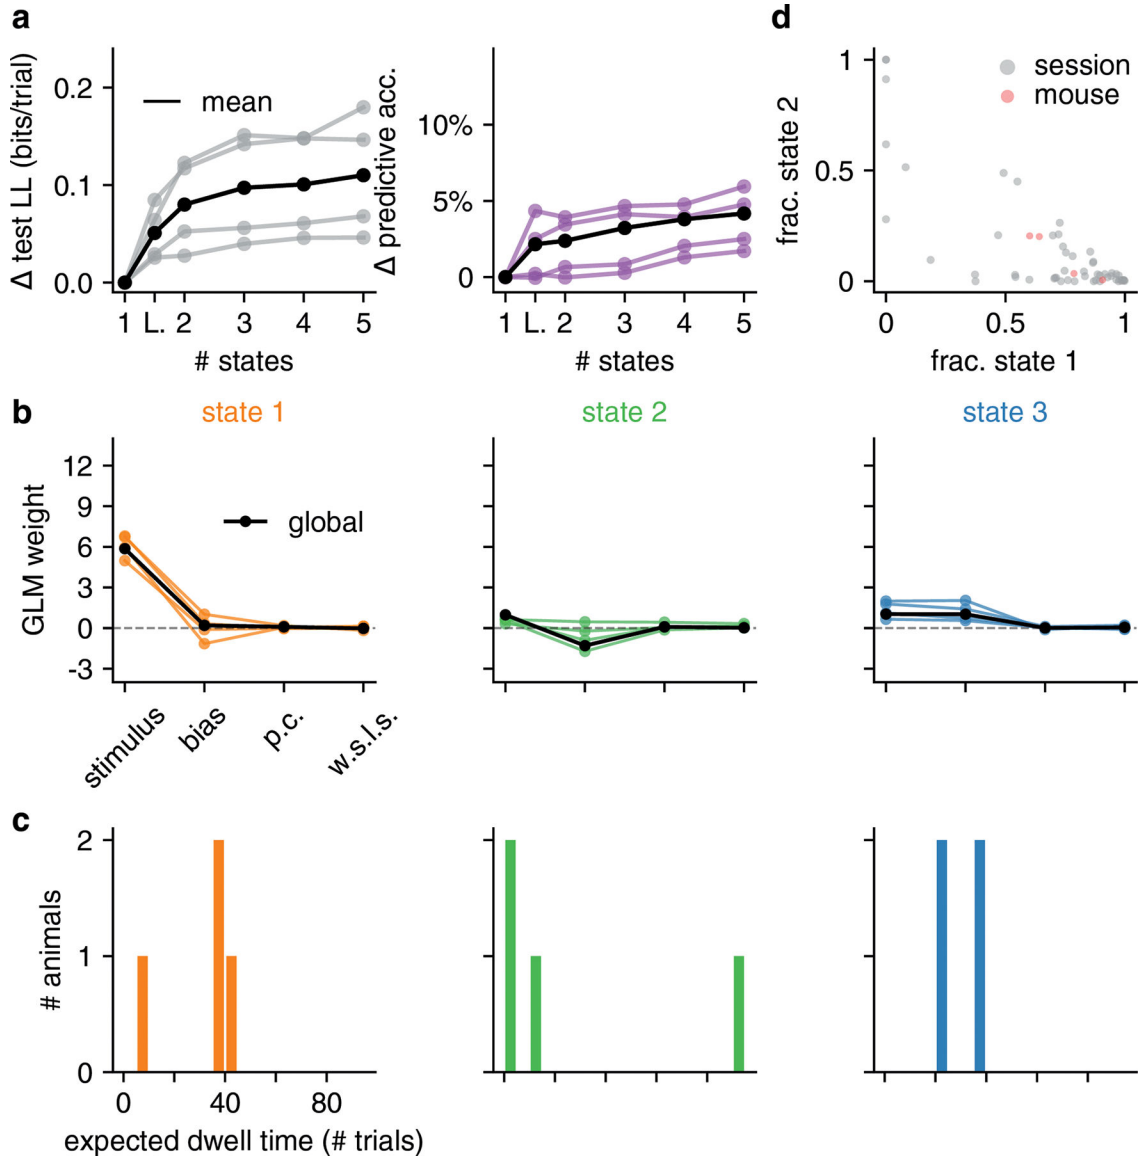 a
Δ test LL (bits/trial)
0.2
0.1
0.0
mean
1 L. 2 3 4 5
# states
Δ predictive acc.
10%
5%
0
1 L. 2 3 4 5
# states
d
frac. state 2
1
0.5
0
session
mouse
0 0.5 1
frac. state 1
b
state 1
state 2
state 3
GLM weight
12
9
6
3
0
-3
global
stimulus
bias
p.c.
w.s.l.s.
c
# animals
2
1
0
0 40 80
expected dwell time (# trials)